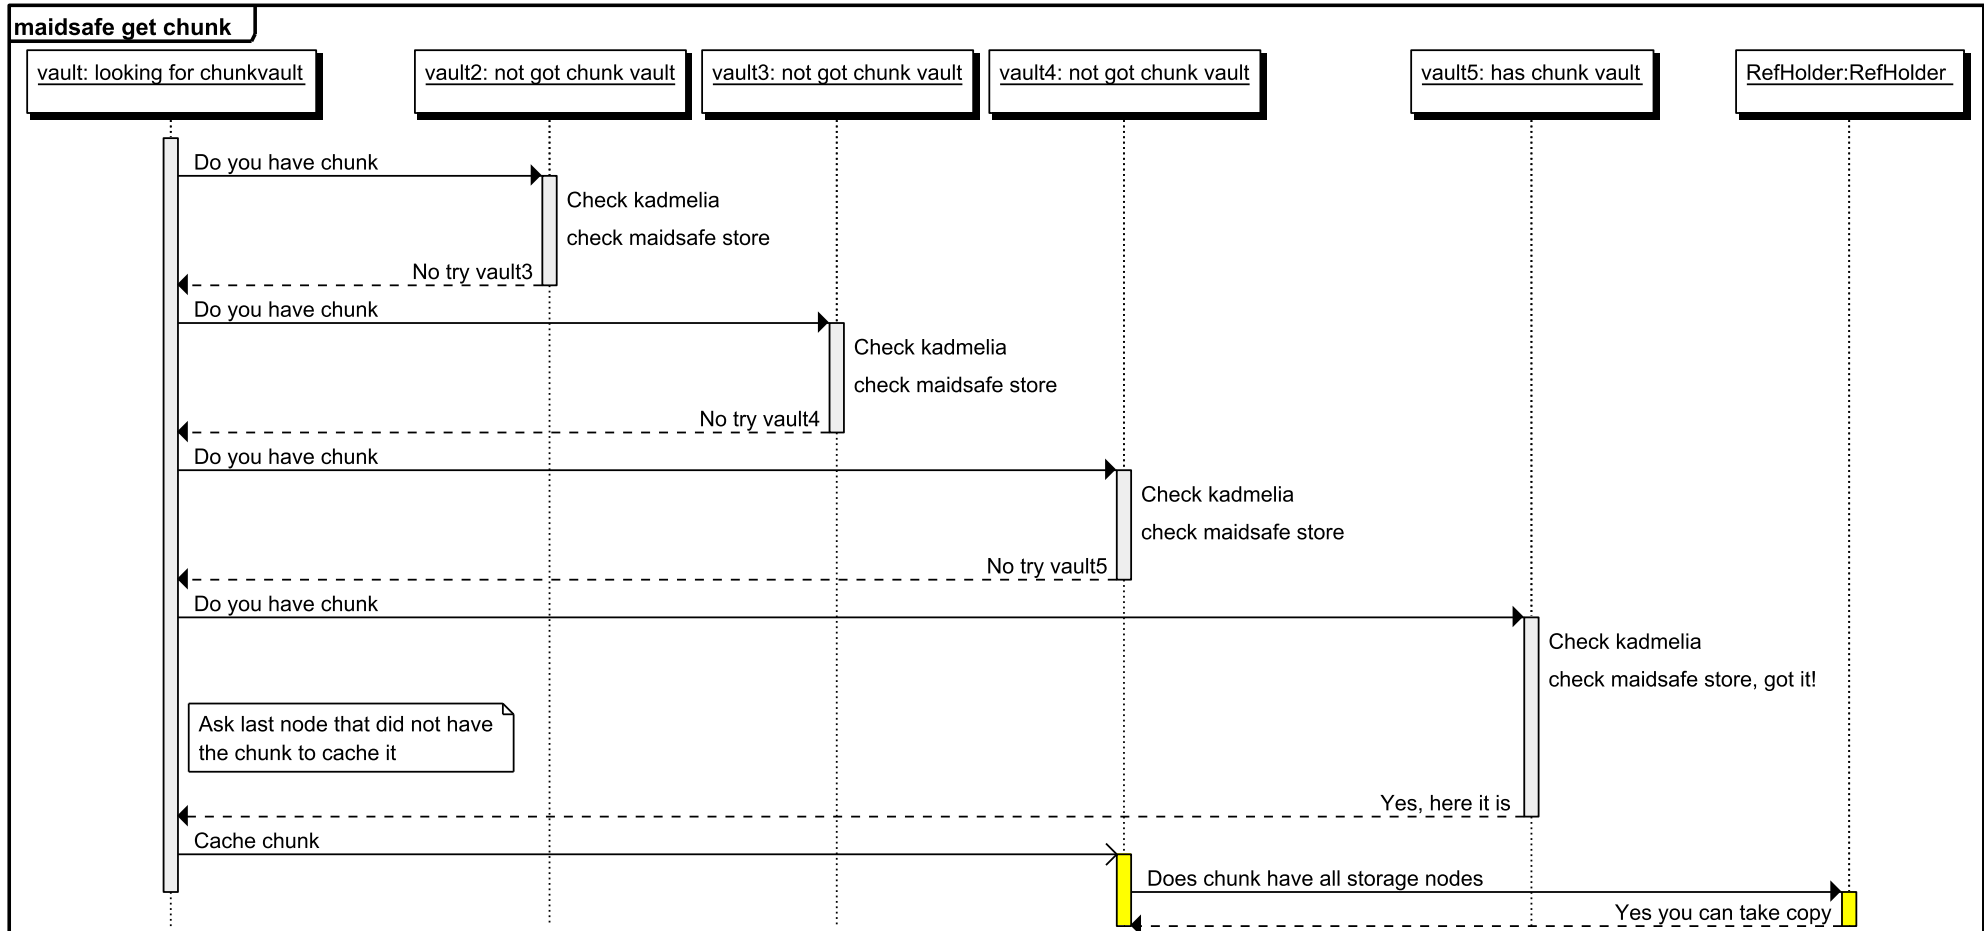 maidsafe get chunk
vault: looking for chunkvault
vault2: not got chunk vault
vault3: not got chunk vault
vault4: not got chunk vault
vault5: has chunk vault
RefHolder:RefHolder
Do you have chunk
Check kadmelia
check maidsafe store
No try vault3
Do you have chunk
Check kadmelia
check maidsafe store
No try vault4
Do you have chunk
Check kadmelia
check maidsafe store
No try vault5
Do you have chunk
Check kadmelia
check maidsafe store, got it!
Ask last node that did not have
the chunk to cache it
Yes, here it is
Cache chunk
Does chunk have all storage nodes
Yes you can take copy